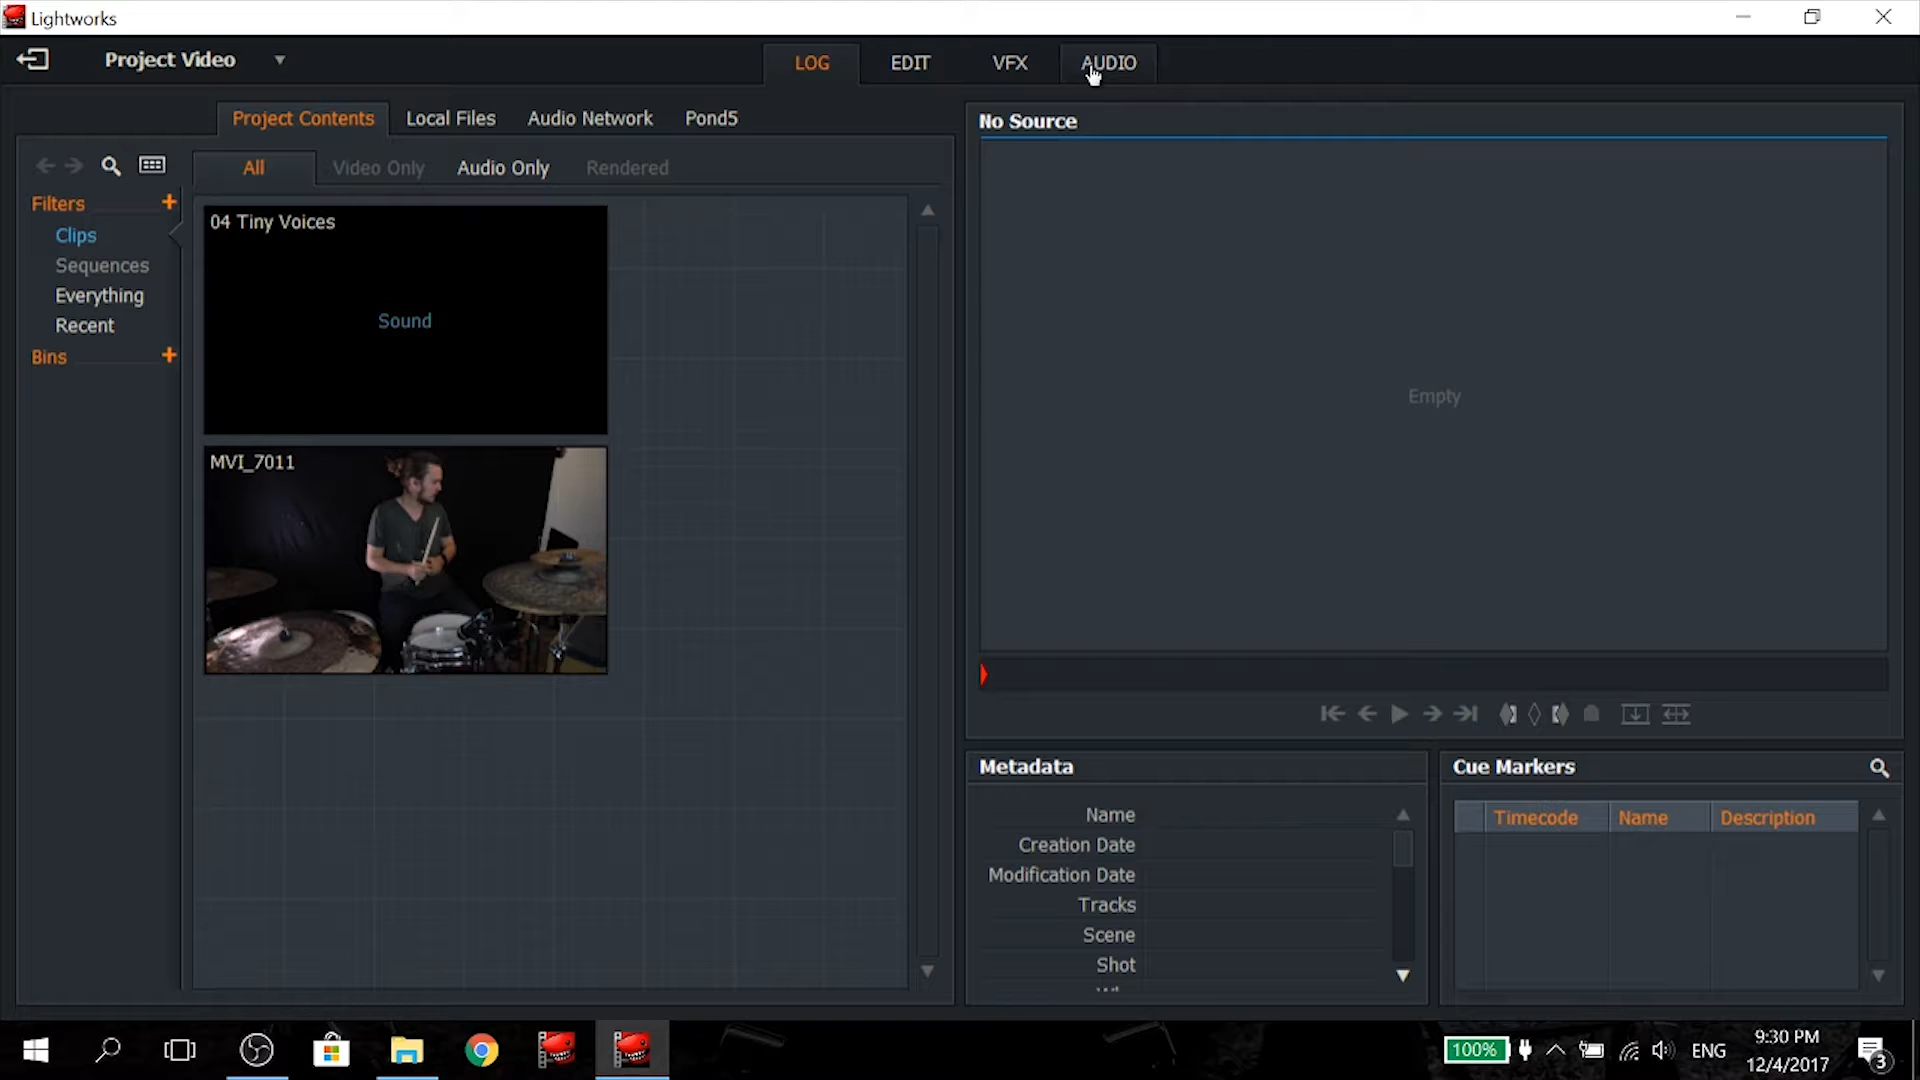 Lightworks
Project Video
LOG EDIT VFX AUDIO
Project Contents Local Files Audio Network Pond5
All Video Only Audio Only Rendered
Filters +
Clips
Sequences
Everything
Recent
Bins +
04 Tiny Voices
Sound
MVI_7011
No Source
Empty
Metadata
Name
Creation Date
Modification Date
Tracks
Scene
Shot
Cue Markers
Timecode Name Description
100% ENG
9:30 PM
12/4/2017
3